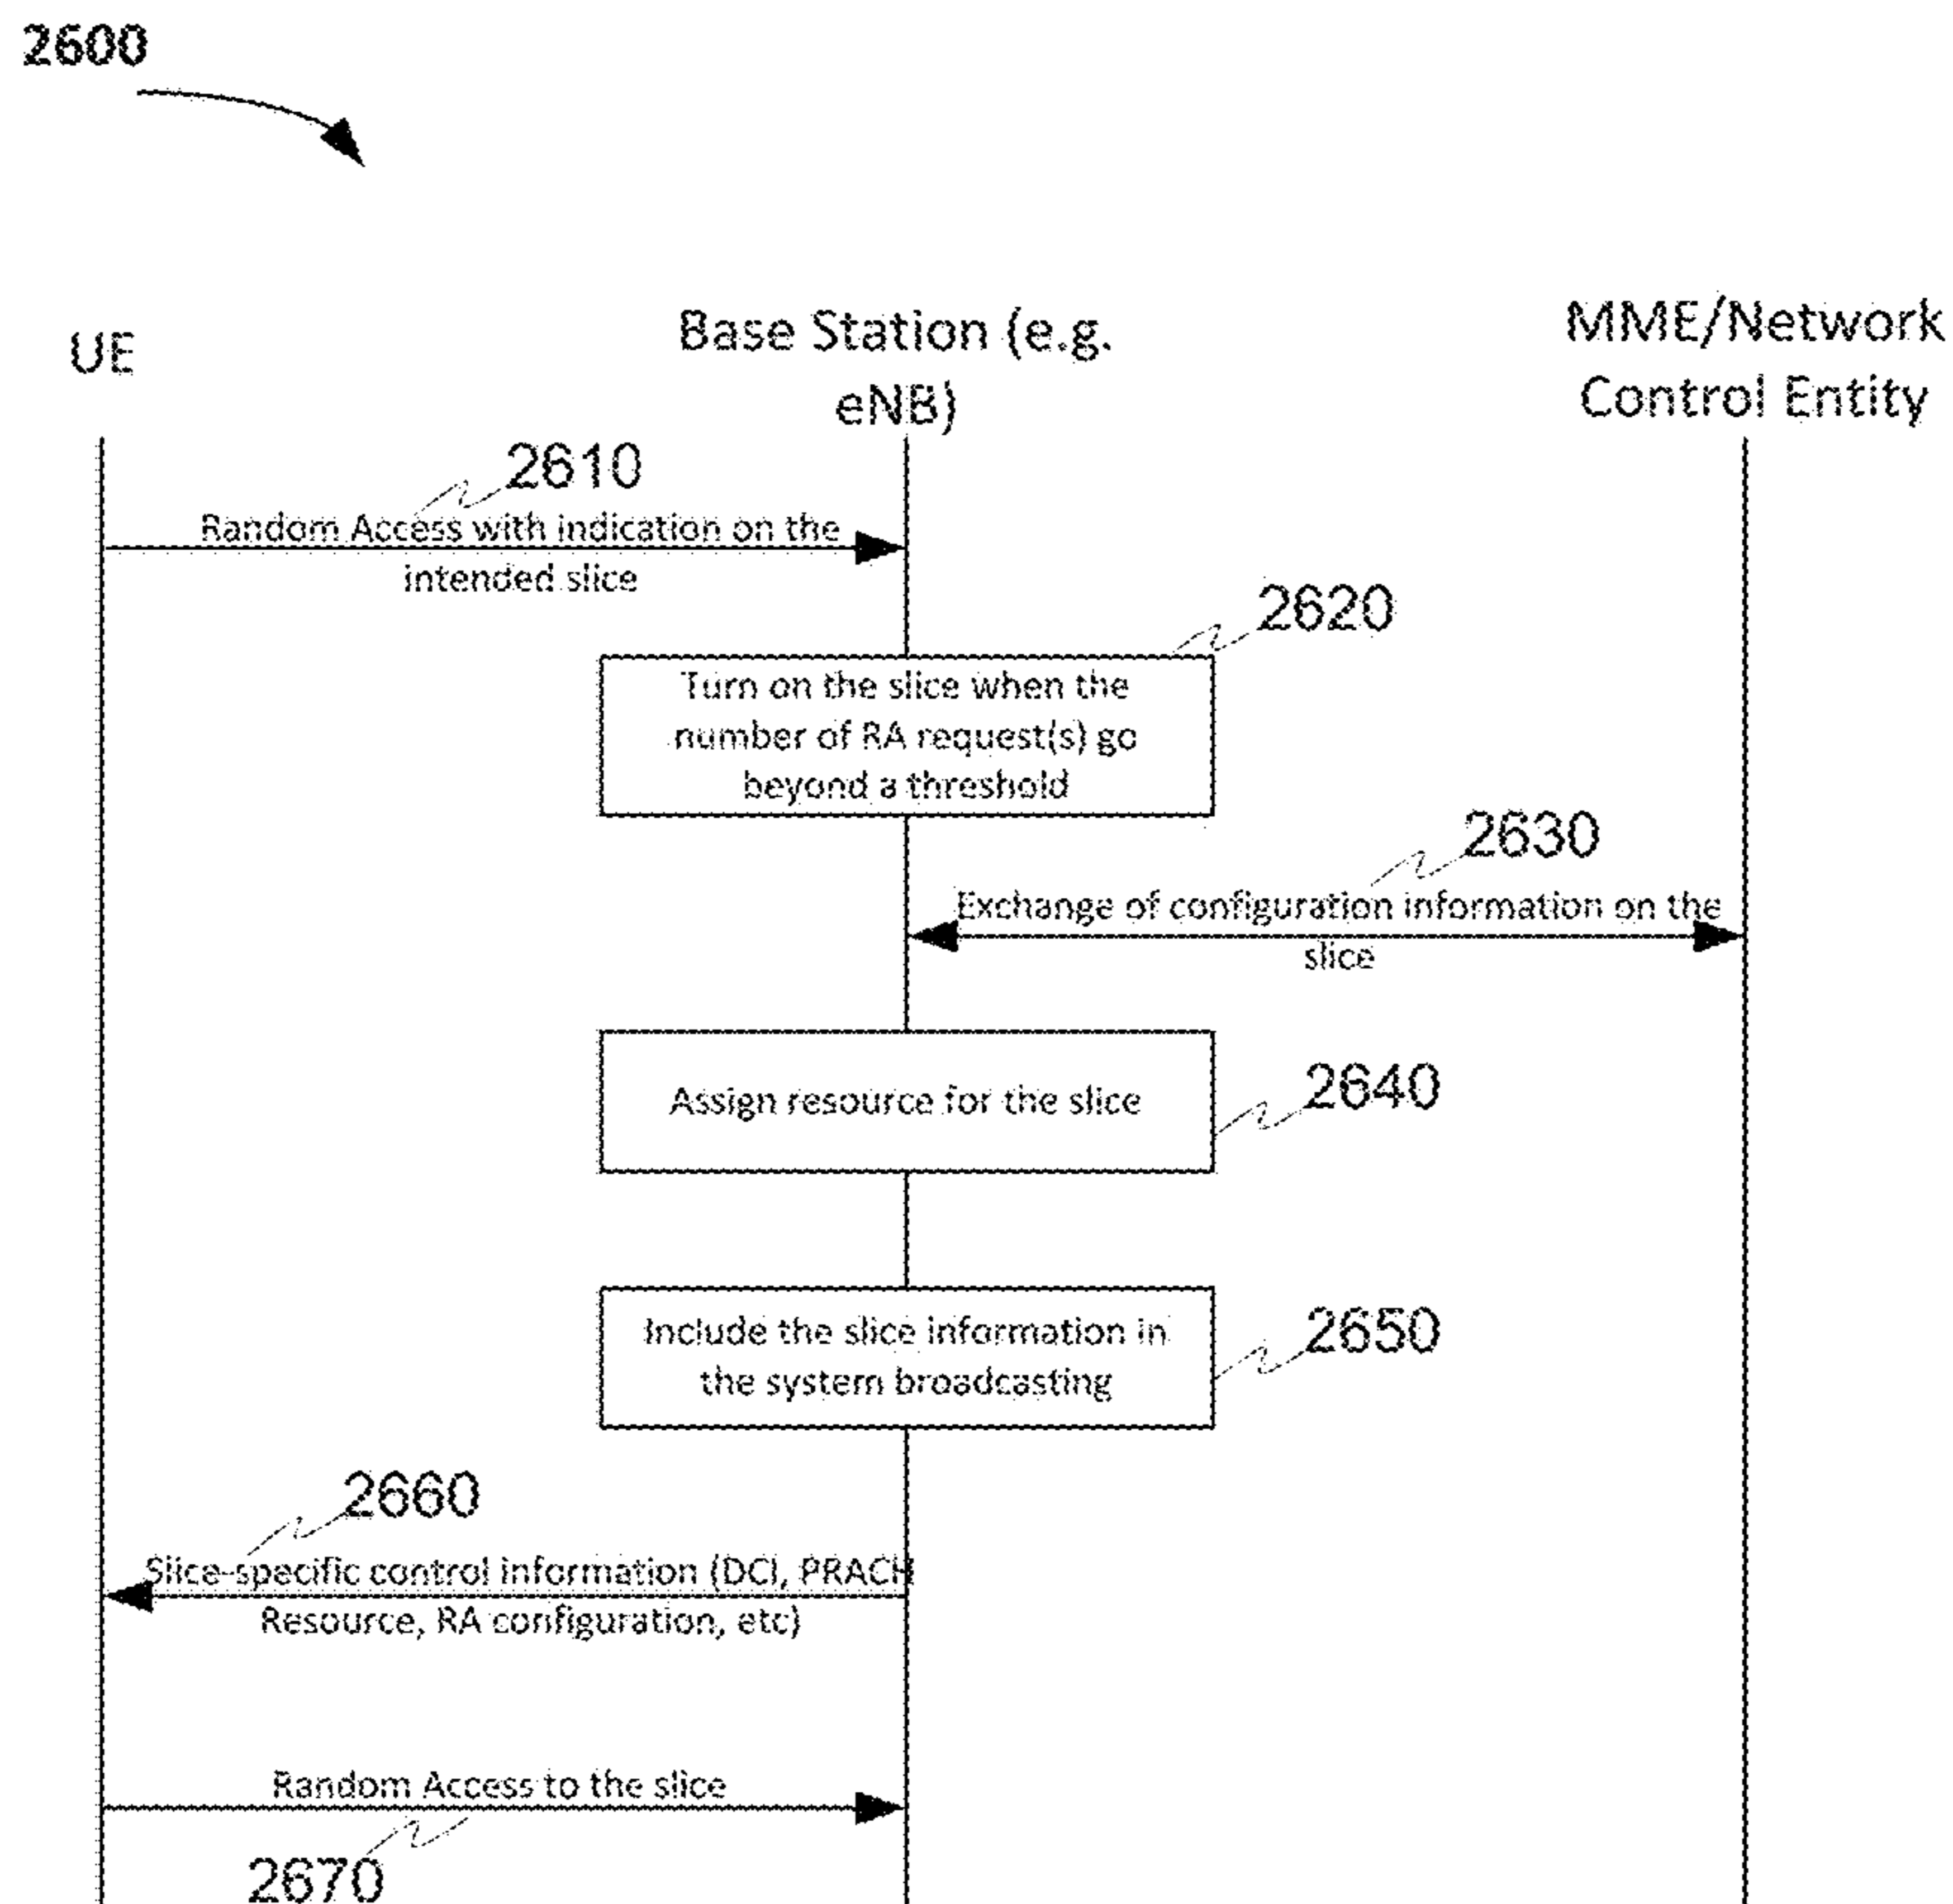 2600
UE
Base Station (e.g.
eNB)
MME/Network
Control Entity
2610
Random Access with indication on the
intended slice
2620
Turn on the slice when the
number of RA request(s) go
beyond a threshold
2630
Exchange of configuration information on the
slice
Assign resource for the slice
2640
Include the slice information in
the system broadcasting
2650
2660
Slice-specific control information (DCI, PRACH
Resource, RA configuration, etc)
Random Access to the slice
2670